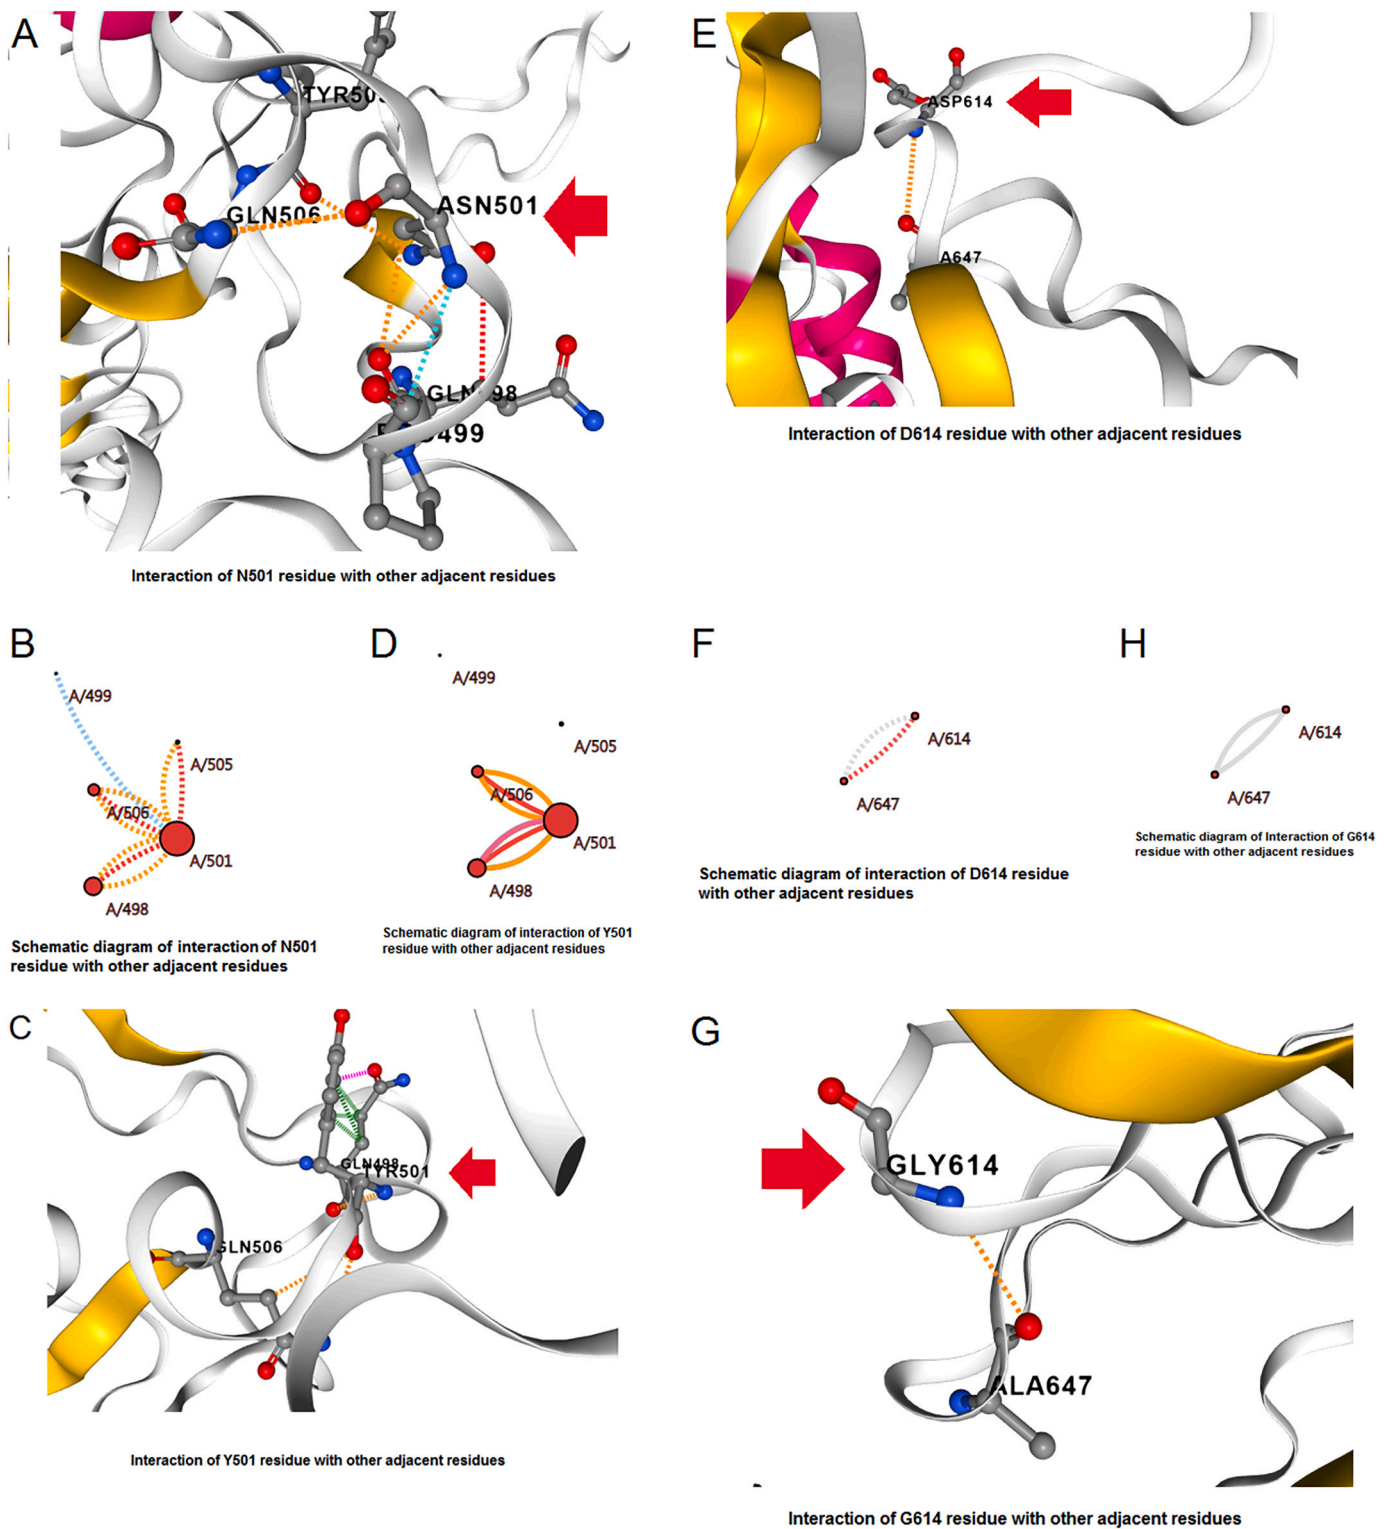 A
TYR505
GLN506
ASN501
GLN498
PRO499
Interaction of N501 residue with other adjacent residues
E
ASP614
A647
Interaction of D614 residue with other adjacent residues
B
A/499
A/505
A/506
A/501
A/498
Schematic diagram of interaction of N501
residue with other adjacent residues
D
A/499
A/505
A/506
A/501
A/498
Schematic diagram of interaction of Y501
residue with other adjacent residues
F
A/614
A/647
Schematic diagram of interaction of D614 residue
with other adjacent residues
H
A/614
A/647
Schematic diagram of Interaction of G614
residue with other adjacent residues
C
GLN498
TYR501
GLN506
Interaction of Y501 residue with other adjacent residues
G
GLY614
ALA647
Interaction of G614 residue with other adjacent residues